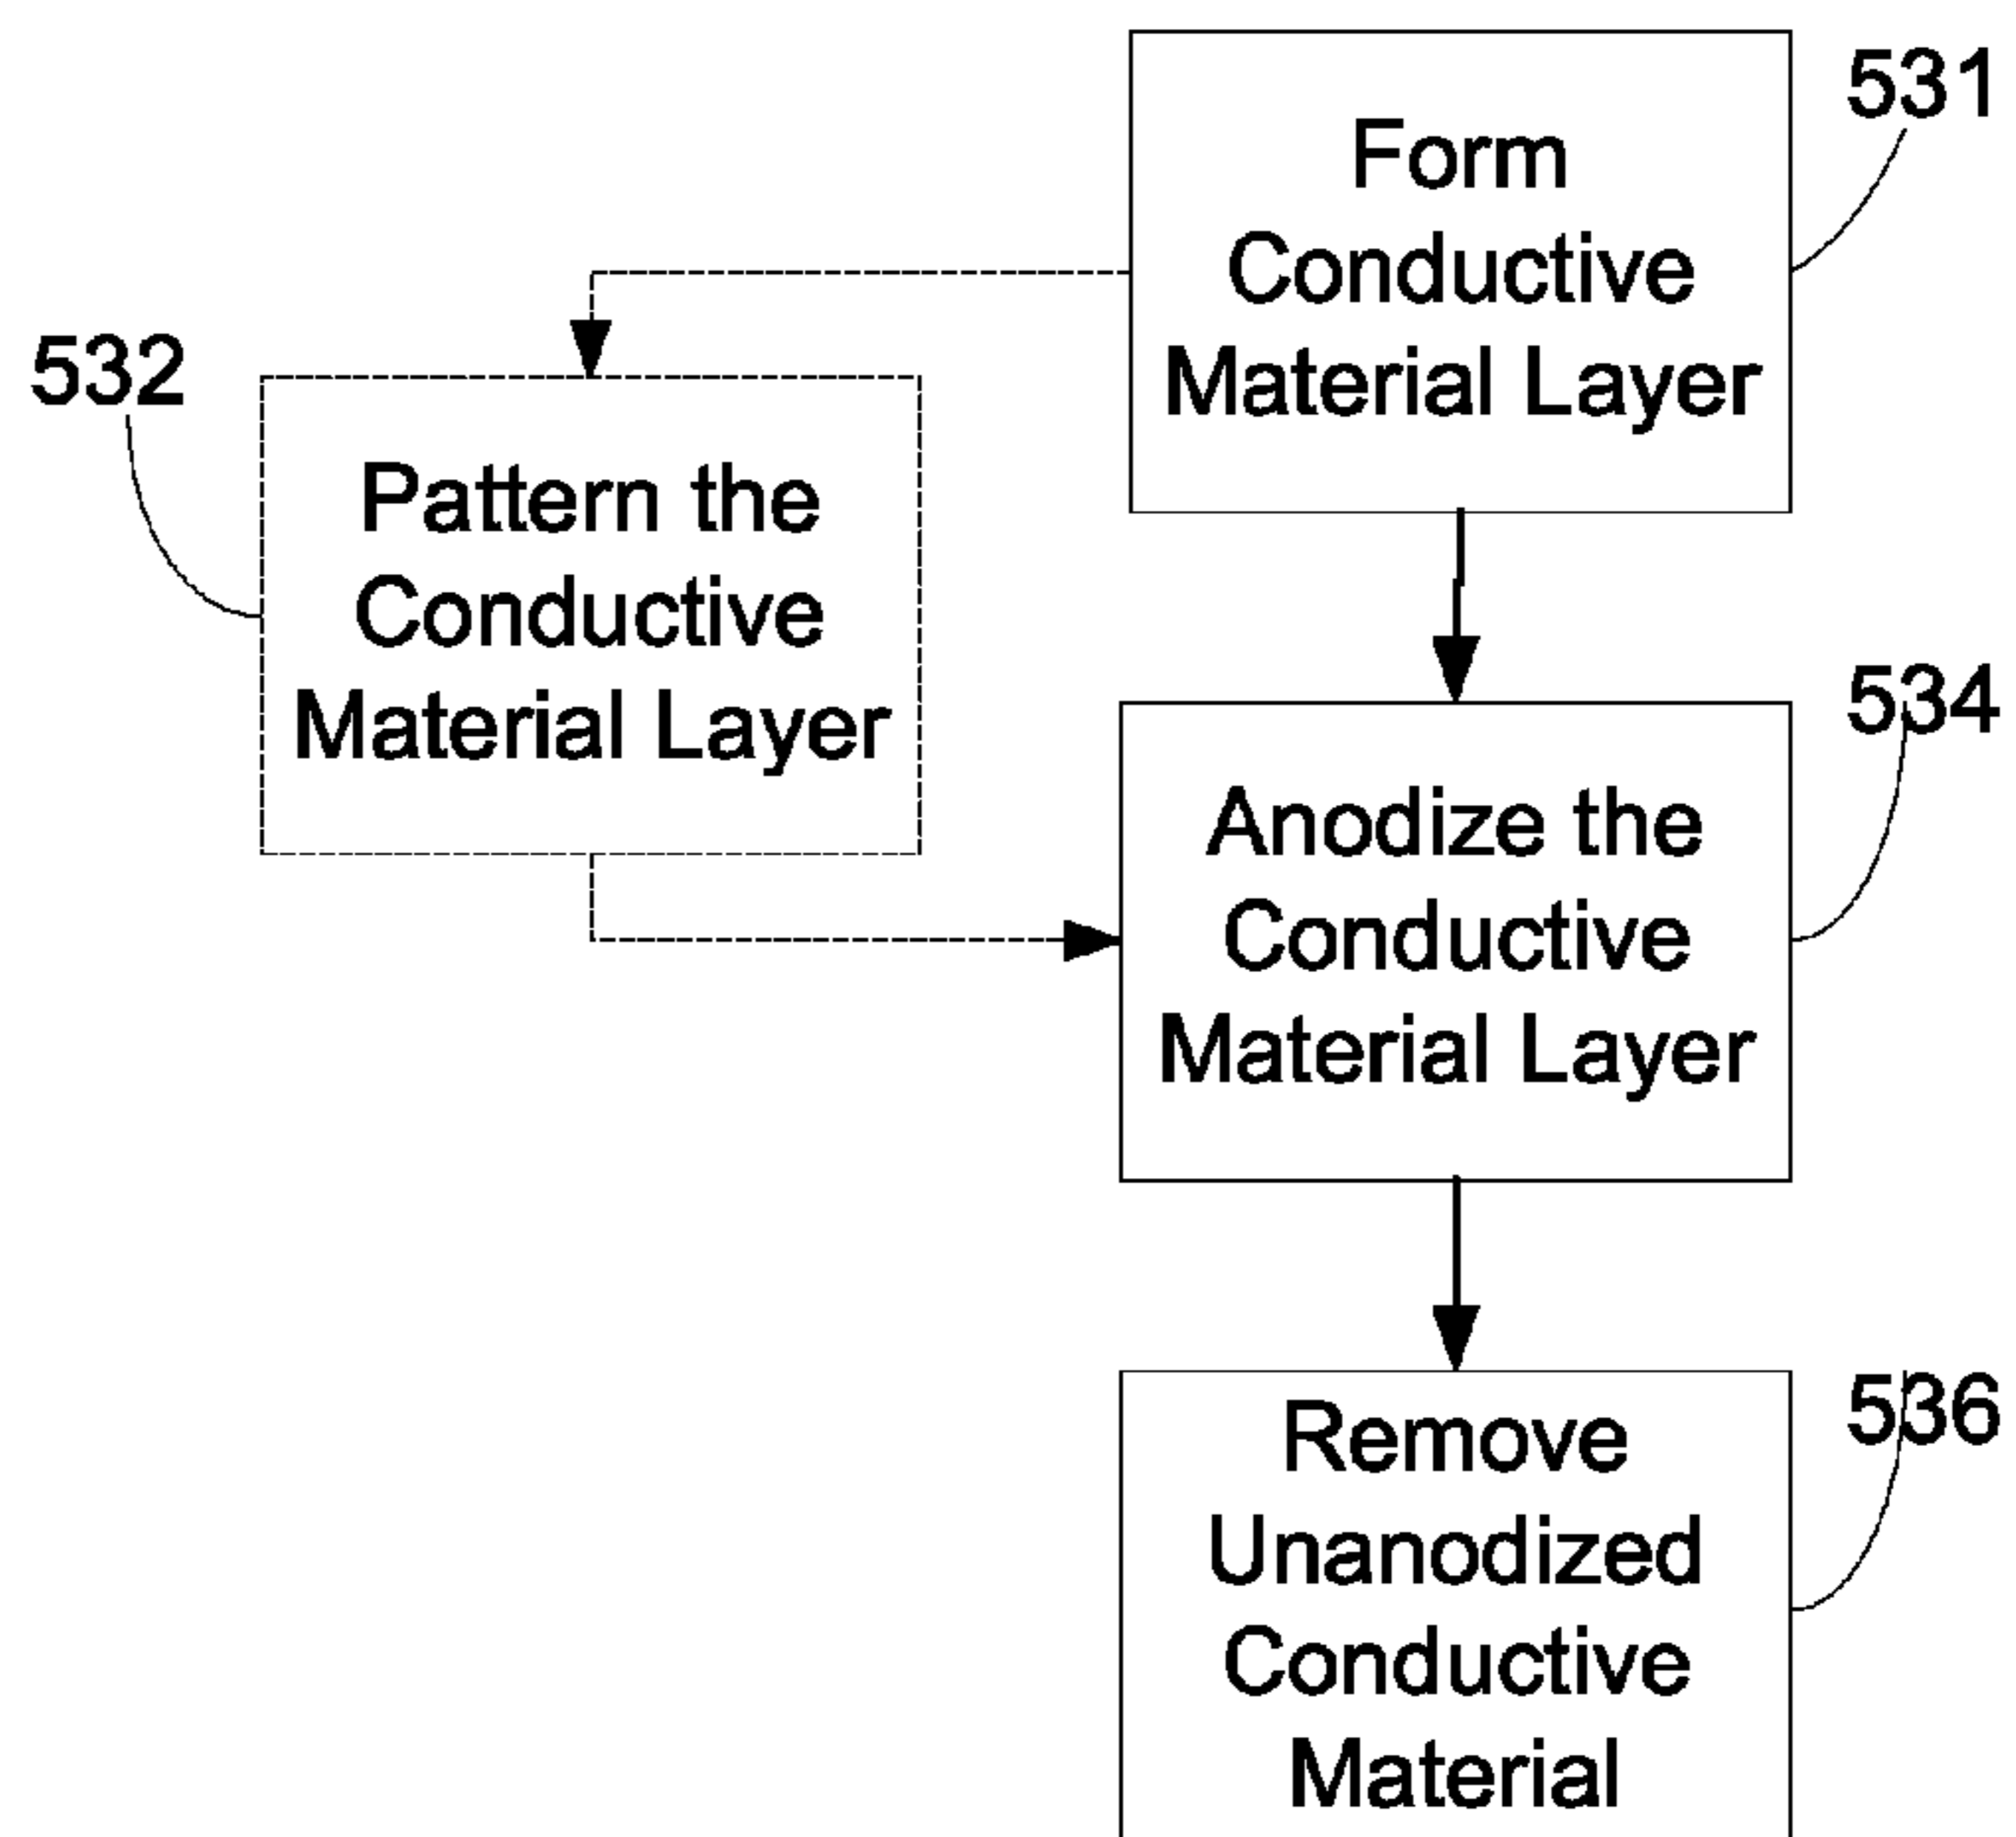 531
Form
Conductive
Material Layer
532
Pattern the
Conductive
Material Layer
534
Anodize the
Conductive
Material Layer
536
Remove
Unanodized
Conductive
Material